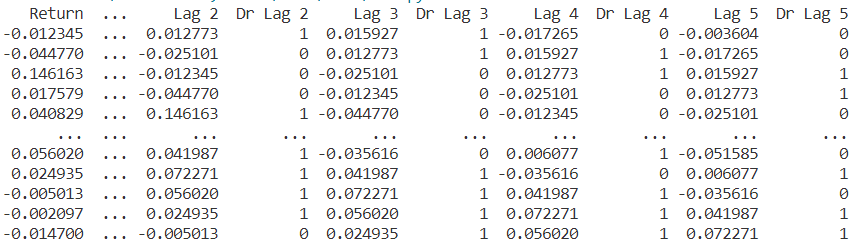 Return ... Lag 2 Dr Lag 2 Lag 3 Dr Lag 3 Lag 4 Dr Lag 4 Lag 5 Dr Lag 5
-0.012345 ... 0.012773 1 0.015927 1 -0.017265 0 -0.003604 0
-0.044770 ... -0.025101 0 0.012773 1 0.015927 1 -0.017265 0
0.146163 ... -0.012345 0 -0.025101 0 0.012773 1 0.015927 1
0.017579 ... -0.044770 0 -0.012345 0 -0.025101 0 0.012773 1
0.040829 ... 0.146163 1 -0.044770 0 -0.012345 0 -0.025101 0
... ... ... ... ... ... ... ... ... ...
0.056020 ... 0.041987 1 -0.035616 0 0.006077 1 -0.051585 0
0.024935 ... 0.072271 1 0.041987 1 -0.035616 0 0.006077 1
-0.005013 ... 0.056020 1 0.072271 1 0.041987 1 -0.035616 0
-0.002097 ... 0.024935 1 0.056020 1 0.072271 1 0.041987 1
-0.014700 ... -0.005013 0 0.024935 1 0.056020 1 0.072271 1